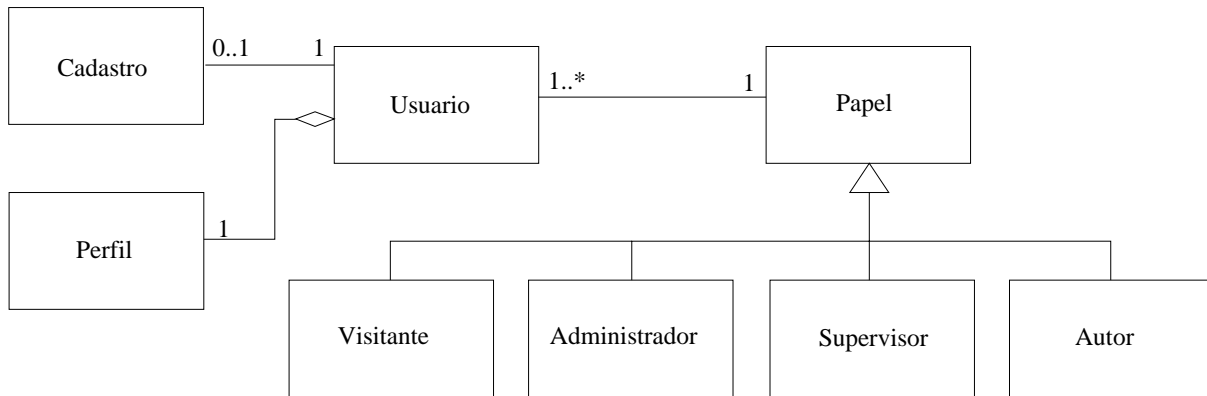 Cadastro
0..1
1
Usuario
1..*
1
Papel
Perfil
1
Visitante
Administrador
Supervisor
Autor